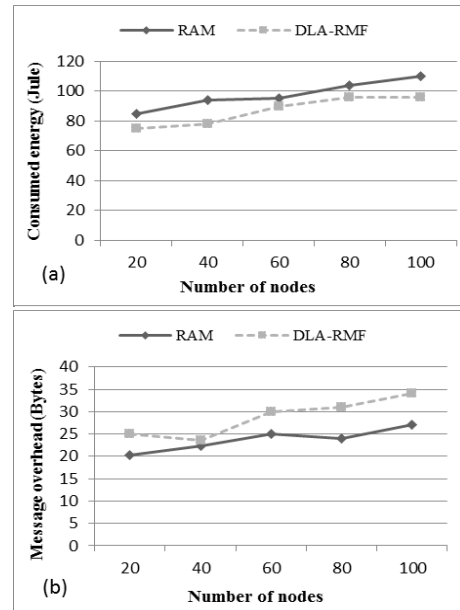 RAM DLA-RMF
Consumed energy (Jule)
120
100
80
60
40
20
0
20 40 60 80 100
(a)
Number of nodes
RAM DLA-RMF
Message overhead (Bytes)
40
35
30
25
20
15
10
5
0
20 40 60 80 100
(b)
Number of nodes